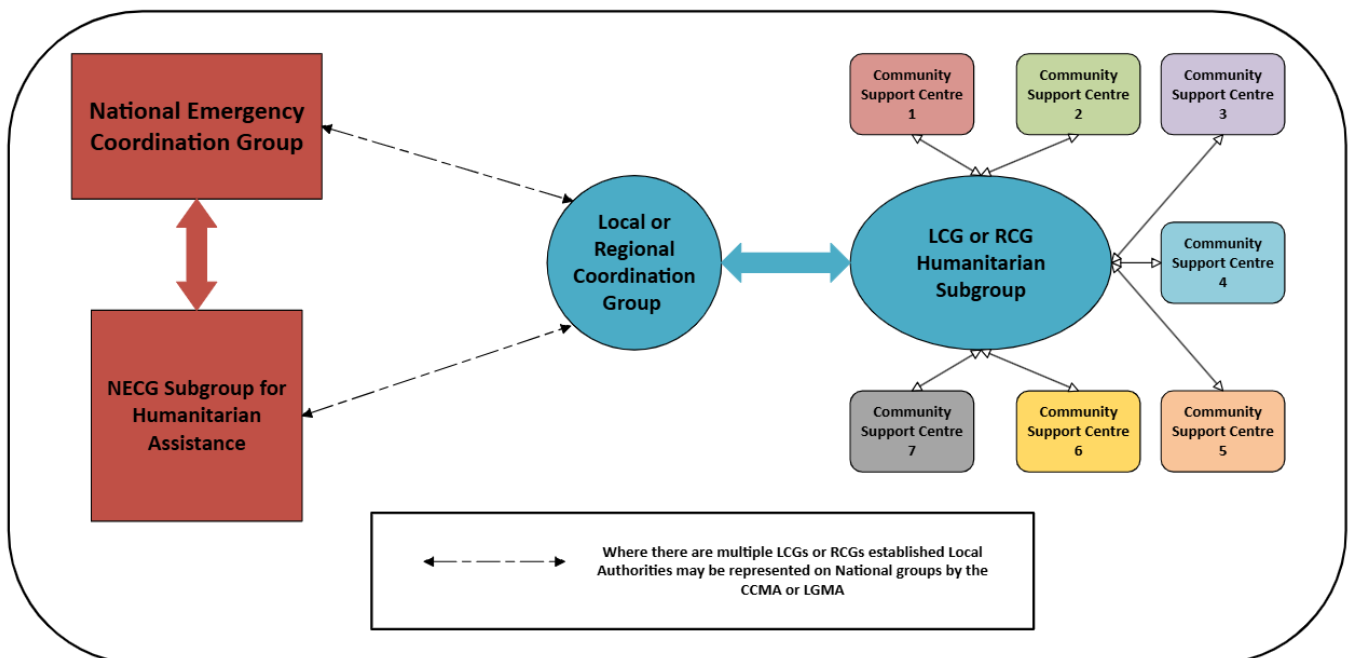 National Emergency
Coordination Group
NECG Subgroup for
Humanitarian
Assistance
Local or
Regional
Coordination
Group
LCG or RCG
Humanitarian
Subgroup
Community
Support Centre
1
Community
Support Centre
2
Community
Support Centre
3
Community
Support Centre
4
Community
Support Centre
5
Community
Support Centre
6
Community
Support Centre
7
Where there are multiple LCGs or RCGs established Local
Authorities may be represented on National groups by the
CCMA or LGMA